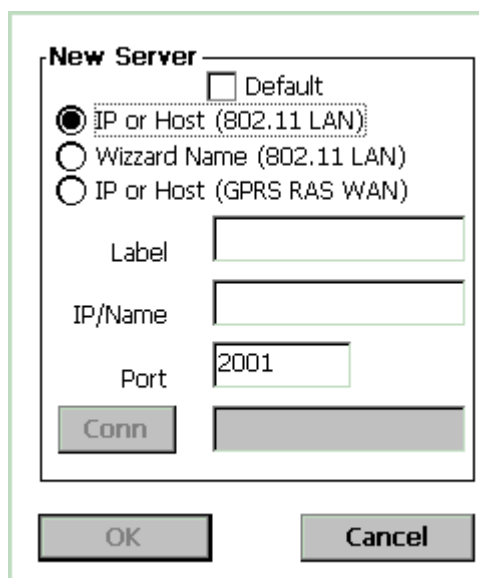 New Server
Default
IP or Host (802.11 LAN)
Wizzard Name (802.11 LAN)
IP or Host (GPRS RAS WAN)
Label
IP/Name
Port 2001
Conn
OK Cancel